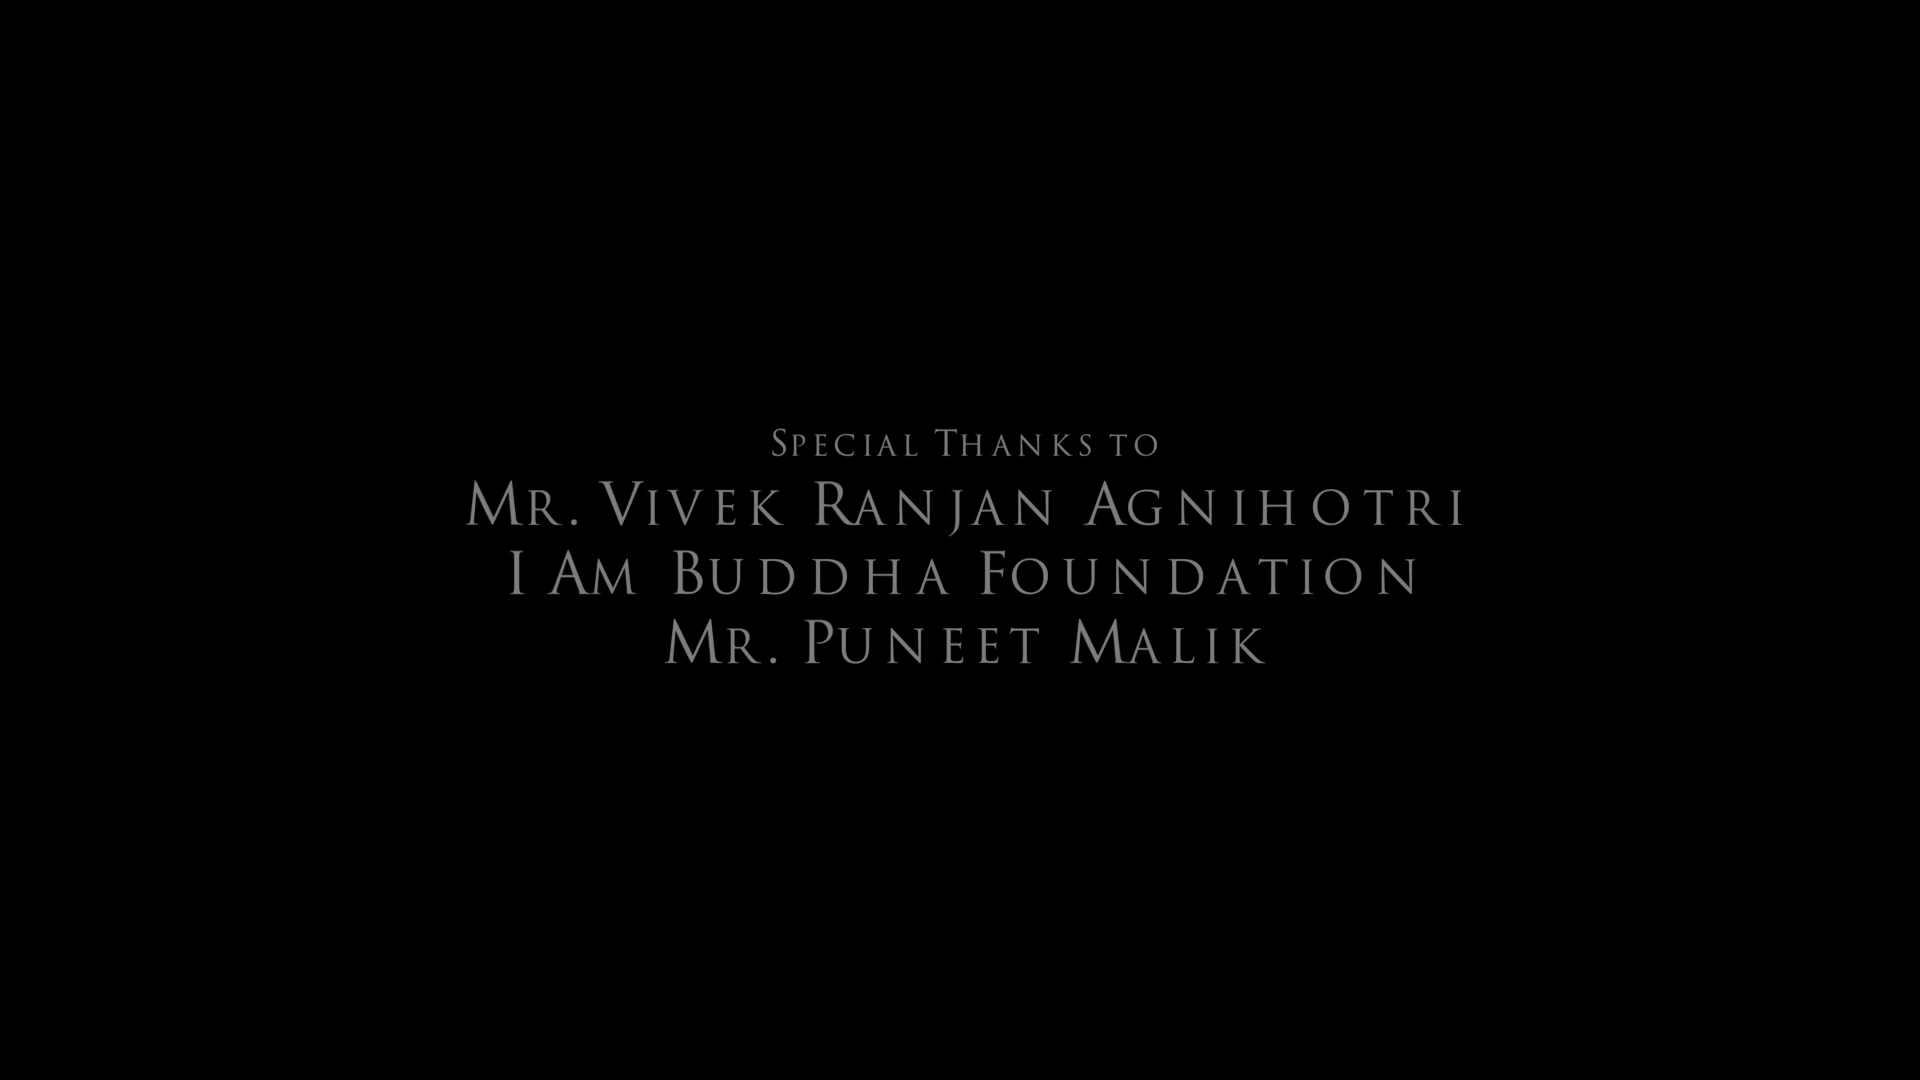 Special Thanks to
Mr. Vivek Ranjan Agnihotri
I Am Buddha Foundation
Mr. Puneet Malik